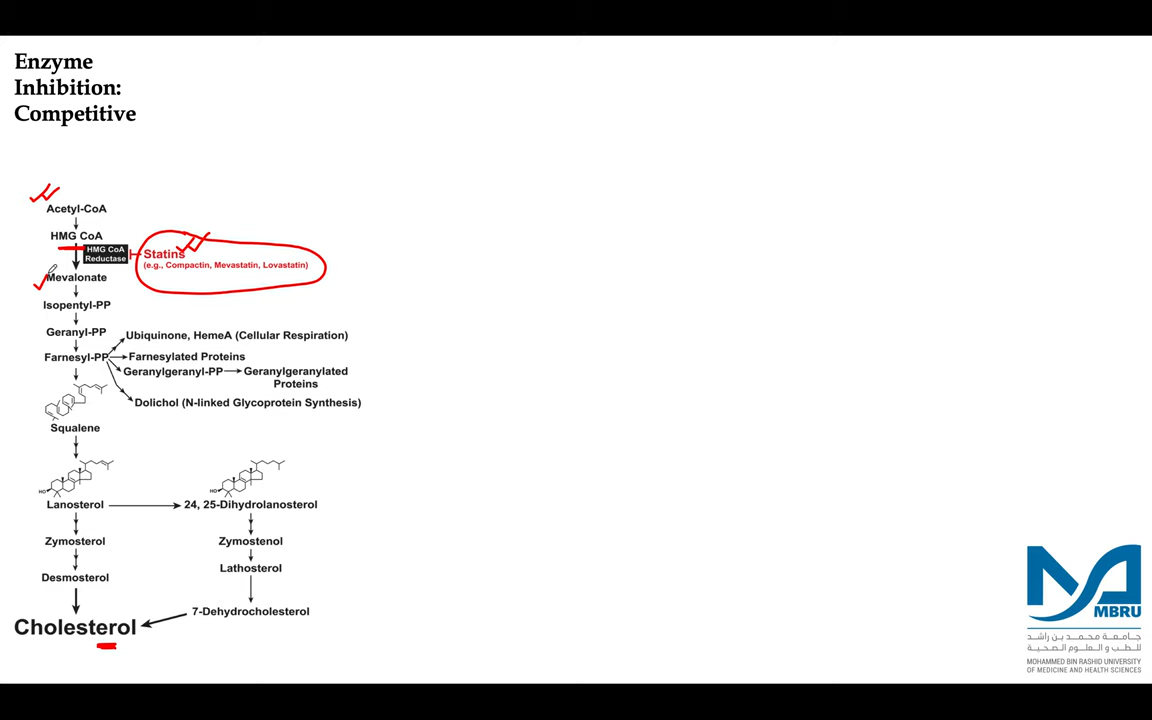 Enzyme
Inhibition:
Competitive
Acetyl-CoA
HMG CoA
HMG CoA
Reductase
Statins
(e.g., Compactin, Mevastatin, Lovastatin)
Mevalonate
Isopentyl-PP
Geranyl-PP
Ubiquinone, HemeA (Cellular Respiration)
Farnesyl-PP
Farnesylated Proteins
Geranylgeranyl-PP
Geranylgeranylated
Proteins
Dolichol (N-linked Glycoprotein Synthesis)
Squalene
HO
HO
Lanosterol
24, 25-Dihydrolanosterol
Zymosterol
Zymostenol
Lathosterol
Desmosterol
7-Dehydrocholesterol
Cholesterol
MBRU
جامعة محمد بن راشد
للطب و العلوم الصحية
MOHAMMED BIN RASHID UNIVERSITY
OF MEDICINE AND HEALTH SCIENCES